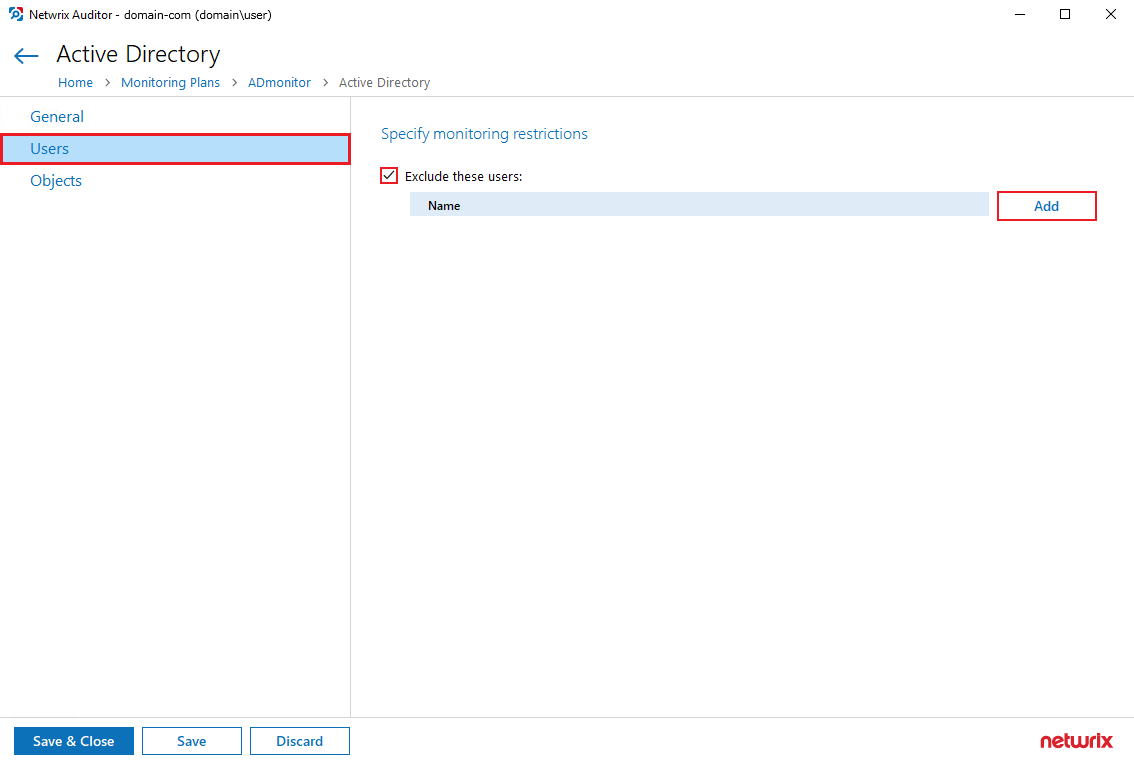 Netwrix Auditor - domain-com (domain\user)
Active Directory
Home > Monitoring Plans > ADmonitor > Active Directory
General
Users
Objects
Specify monitoring restrictions
Exclude these users:
Name
Add
Save & Close
Save
Discard
netwrix